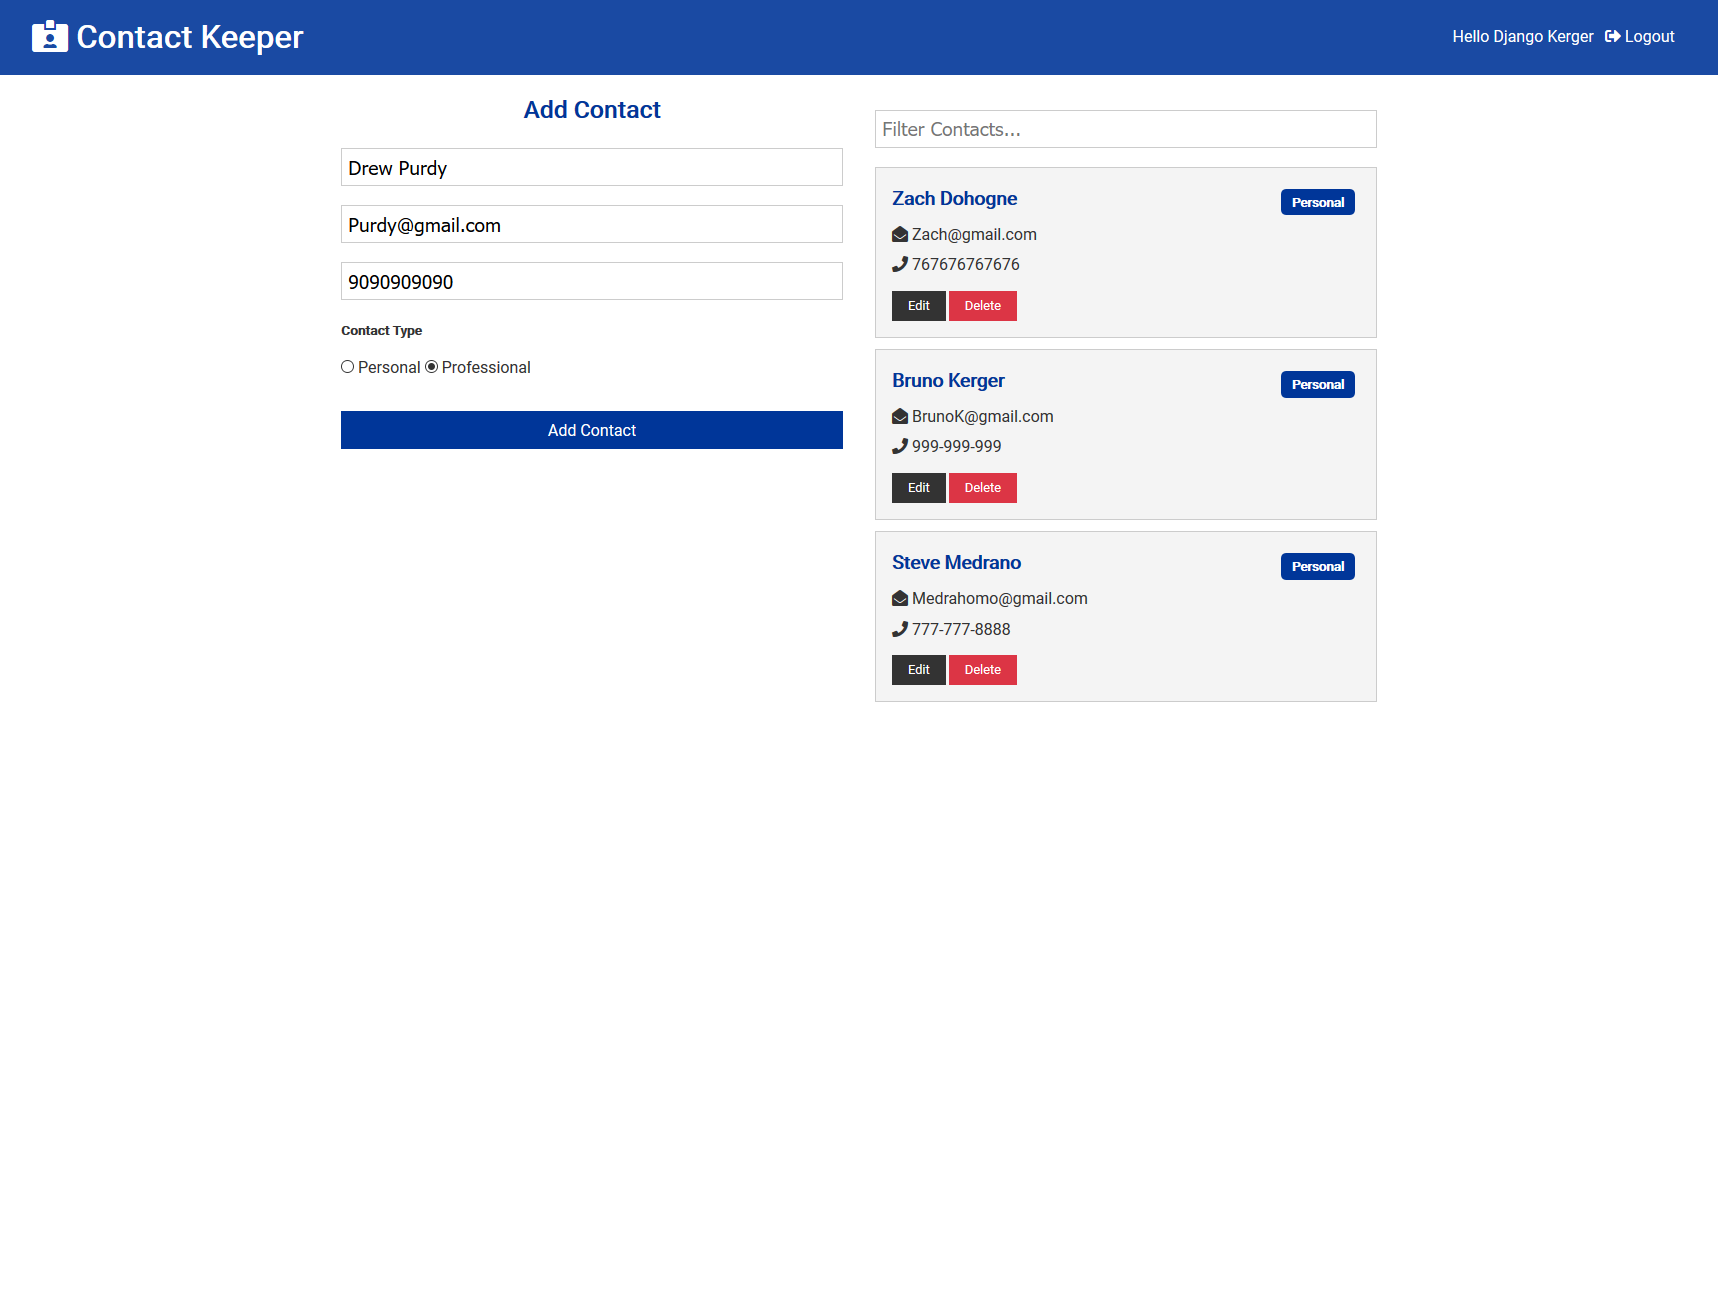 Contact Keeper
Hello Django Kerger Logout
Add Contact
Drew Purdy
Purdy@gmail.com
9090909090
Contact Type
Personal Professional
Add Contact
Filter Contacts...
Zach Dohogne
Personal
Zach@gmail.com
767676767676
Edit Delete
Bruno Kerger
Personal
BrunoK@gmail.com
999-999-999
Edit Delete
Steve Medrano
Personal
Medrahomo@gmail.com
777-777-8888
Edit Delete